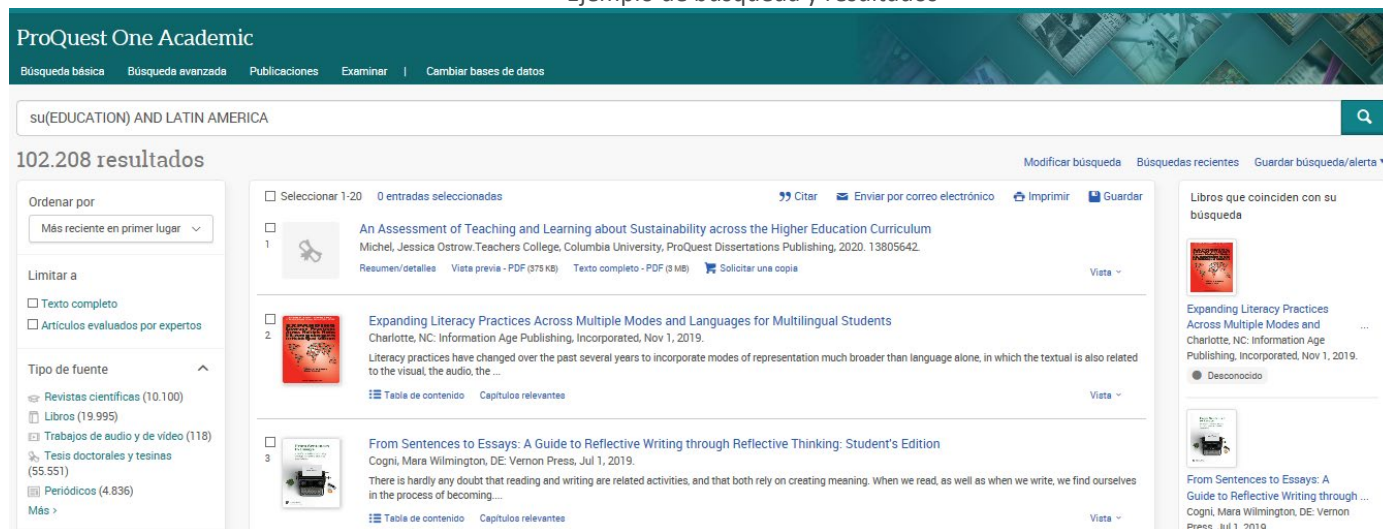 Ejemplo de búsqueda y resultados
ProQuest One Academic
Búsqueda básica Búsqueda avanzada Publicaciones Examinar | Cambiar bases de datos
su(EDUCATION) AND LATIN AMERICA
102.208 resultados
Modificar búsqueda Búsquedas recientes Guardar búsqueda/alerta
Ordenar por
Más reciente en primer lugar
Limitar a
Texto completo
Artículos evaluados por expertos
Tipo de fuente
Revistas científicas (10.100)
Libros (19.995)
Trabajos de audio y de vídeo (118)
Tesis doctorales y tesinas
(55.551)
Periódicos (4.836)
Más >
Seleccionar 1-20 0 entradas seleccionadas
Citar Enviar por correo electrónico Imprimir Guardar
1
An Assessment of Teaching and Learning about Sustainability across the Higher Education Curriculum
Michel, Jessica Ostrow.Teachers College, Columbia University, ProQuest Dissertations Publishing, 2020. 13805642.
Resumen/detalles Vista previa - PDF (375 KB) Texto completo - PDF (3 MB) Solicitar una copia
Vista
2
Expanding Literacy Practices Across Multiple Modes and Languages for Multilingual Students
Charlotte, NC: Information Age Publishing, Incorporated, Nov 1, 2019.
Literacy practices have changed over the past several years to incorporate modes of representation much broader than language alone, in which the textual is also related
to the visual, the audio, the ...
Tabla de contenido Capítulos relevantes
Vista
3
From Sentences to Essays: A Guide to Reflective Writing through Reflective Thinking: Student's Edition
Cogni, Mara Wilmington, DE: Vernon Press, Jul 1, 2019.
There is hardly any doubt that reading and writing are related activities, and that both rely on creating meaning. When we read, as well as when we write, we find ourselves
in the process of becoming....
Tabla de contenido Capítulos relevantes
Vista
Libros que coinciden con su
búsqueda
Expanding Literacy Practices
Across Multiple Modes and ...
Charlotte, NC: Information Age
Publishing, Incorporated, Nov 1, 2019.
Desconocido
From Sentences to Essays: A
Guide to Reflective Writing through ...
Cogni, Mara Wilmington, DE: Vernon
Press, Jul 1, 2019.